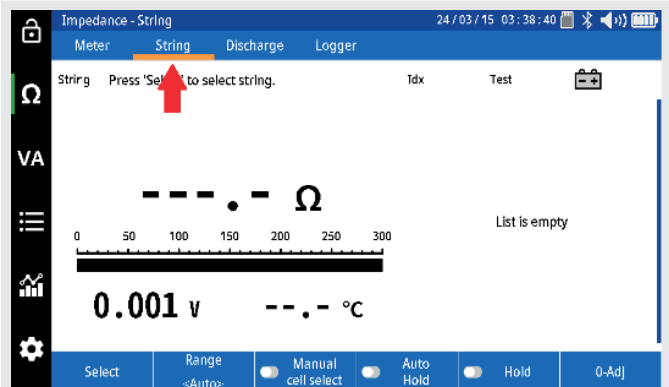 Impedance - String 24/03/15 03:38:40
Meter String Discharge Logger
String Press 'Select' to select string. Idx Test
Ω
VA
---.- Ω
List is empty
0 50 100 150 200 250 300
0.001 V --.- °C
Select Range <Auto> Manual cell select Auto Hold Hold 0-Adj